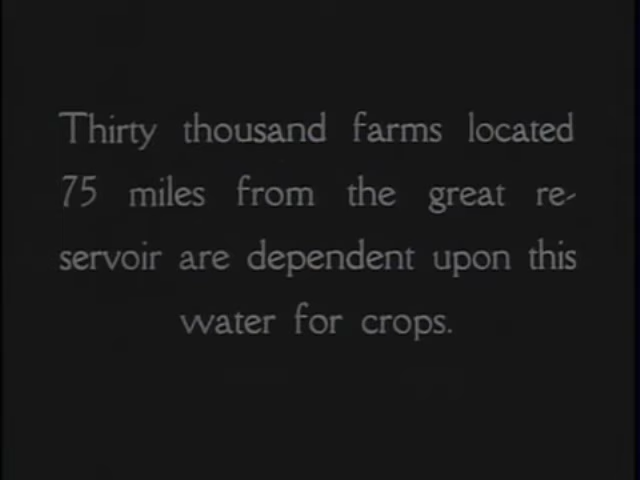 Thirty thousand farms located
75 miles from the great re-
servoir are dependent upon this
water for crops.